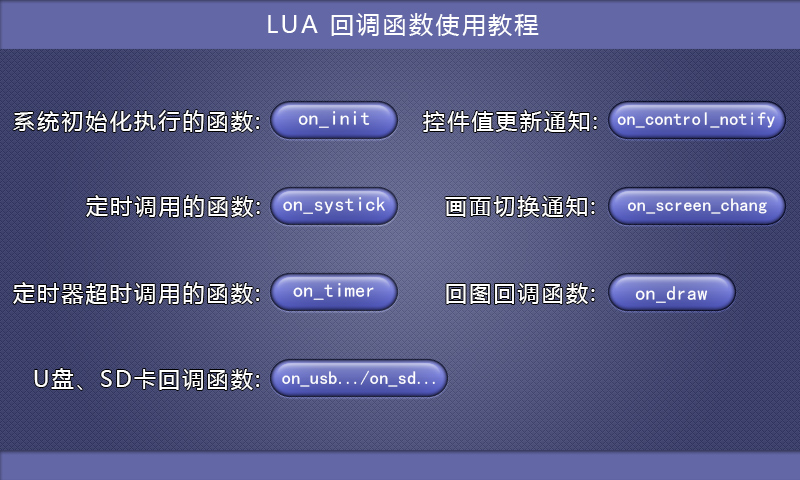 LUA 回调函数使用教程
系统初始化执行的函数: on_init
控件值更新通知: on_control_notify
定时调用的函数: on_systick
画面切换通知: on_screen_chang
定时器超时调用的函数: on_timer
回图回调函数: on_draw
U盘、SD卡回调函数: on_usb.../on_sd...